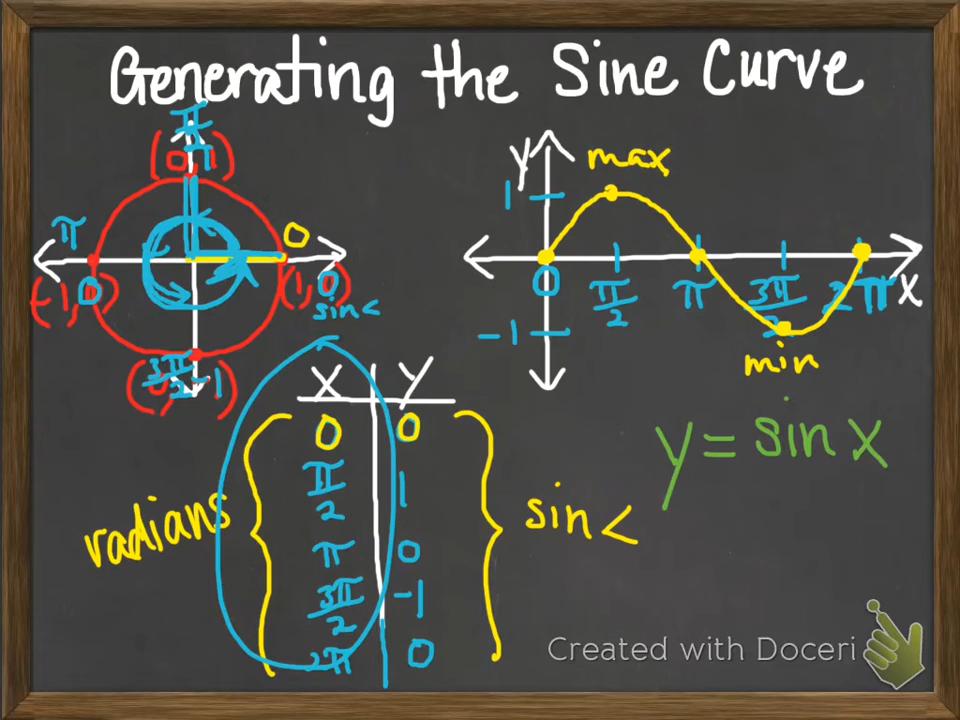 Generating the Sine Curve
π/2
(0, 1)
π
0
(-1, 0)
(1, 0)
sin<
3π/2
(0, -1)
y
max
1
0
π/2
π
3π/2
2π
x
-1
min
x y
0 0
π/2 1
π 0
3π/2 -1
2π 0
radians
sin<
y = sin x
Created with Doceri